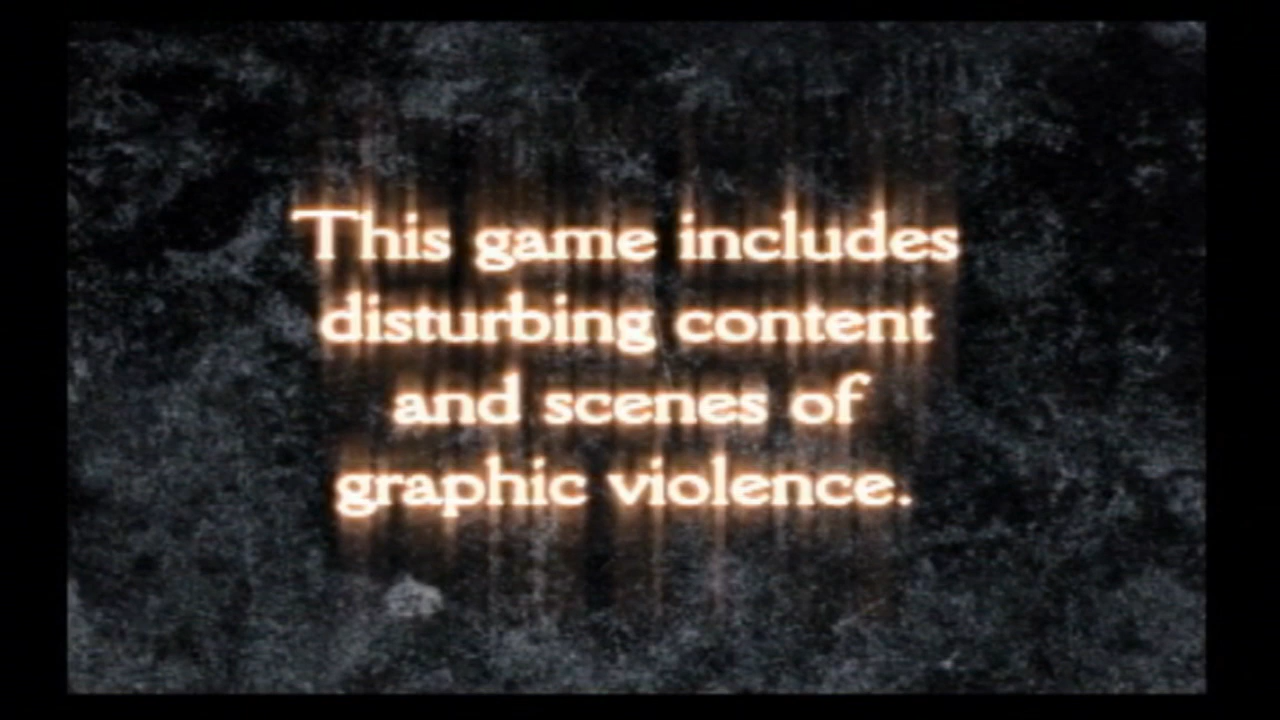 This game includes
disturbing content
and scenes of
graphic violence.